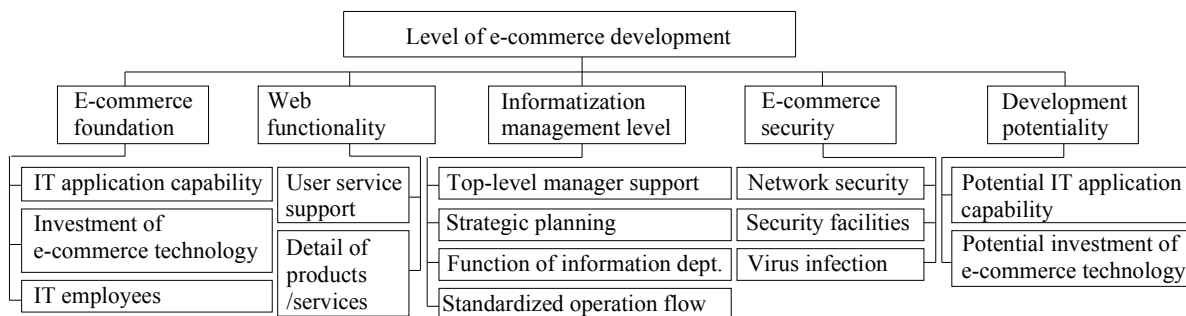 Level of e-commerce development
E-commerce
foundation
Web
functionality
Informatization
management level
E-commerce
security
Development
potentiality
IT application capability
Investment of
e-commerce technology
IT employees
User service
support
Detail of
products
/services
Top-level manager support
Strategic planning
Function of information dept.
Standardized operation flow
Network security
Security facilities
Virus infection
Potential IT application
capability
Potential investment of
e-commerce technology